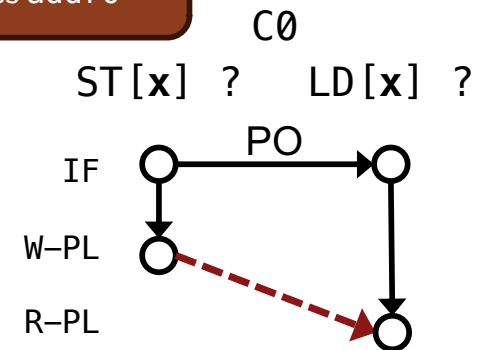 C0
ST[x] ? LD[x] ?
PO
IF
W–PL
R–PL